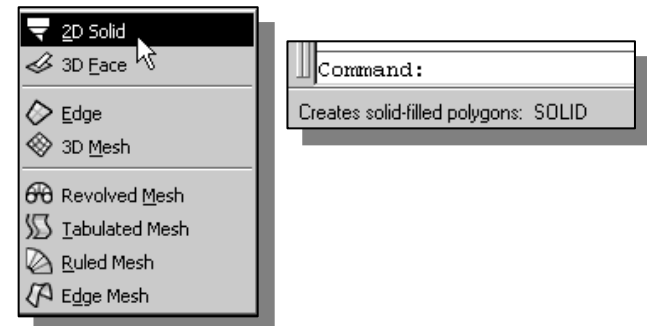 2D Solid
3D Face
Edge
3D Mesh
Revolved Mesh
Tabulated Mesh
Ruled Mesh
Edge Mesh
Command:
Creates solid-filled polygons: SOLID